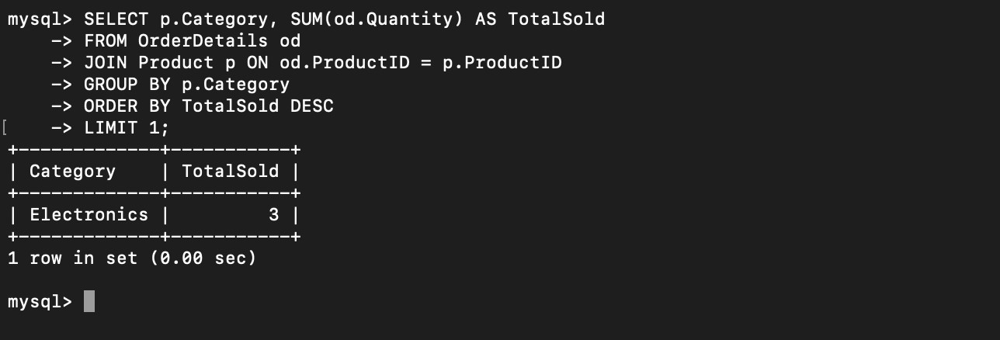 mysql> SELECT p.Category, SUM(od.Quantity) AS TotalSold
    -> FROM OrderDetails od
    -> JOIN Product p ON od.ProductID = p.ProductID
    -> GROUP BY p.Category
    -> ORDER BY TotalSold DESC
[    -> LIMIT 1;
+-------------+-----------+
| Category    | TotalSold |
+-------------+-----------+
| Electronics |         3 |
+-------------+-----------+
1 row in set (0.00 sec)
mysql>